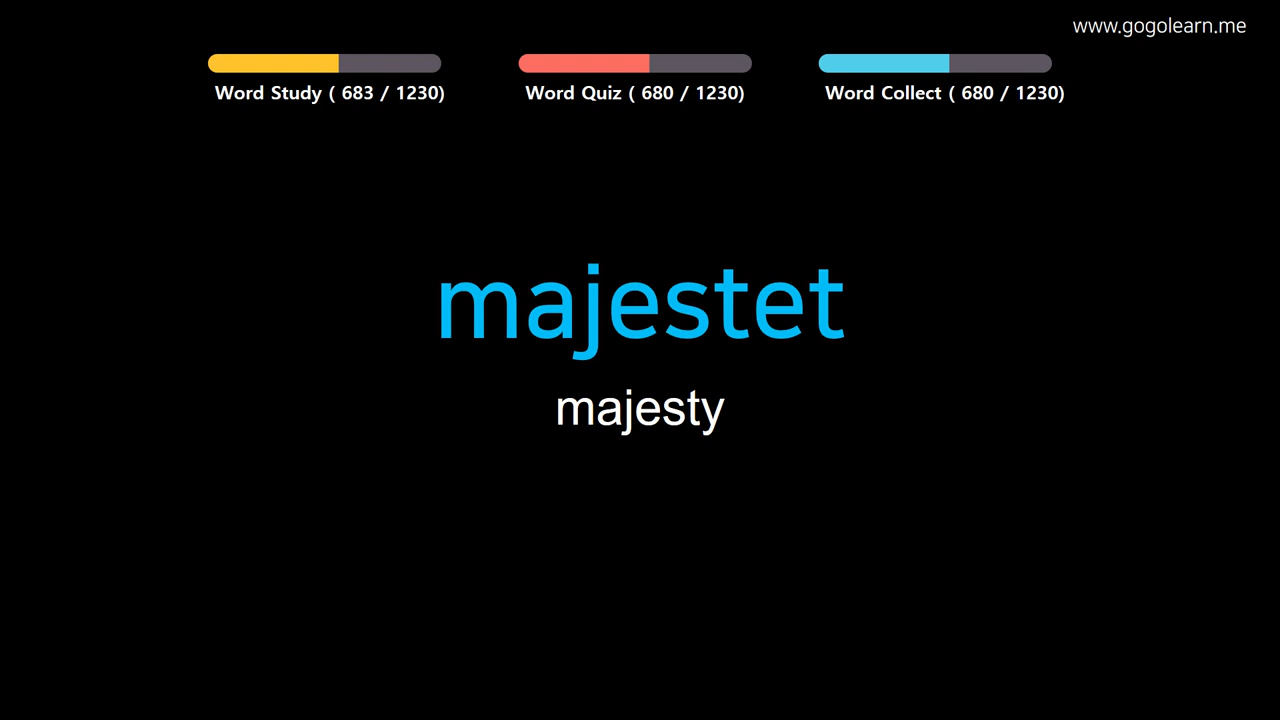 www.gogolearn.me
Word Study ( 683 / 1230)
Word Quiz ( 680 / 1230)
Word Collect ( 680 / 1230)
majestet
majesty